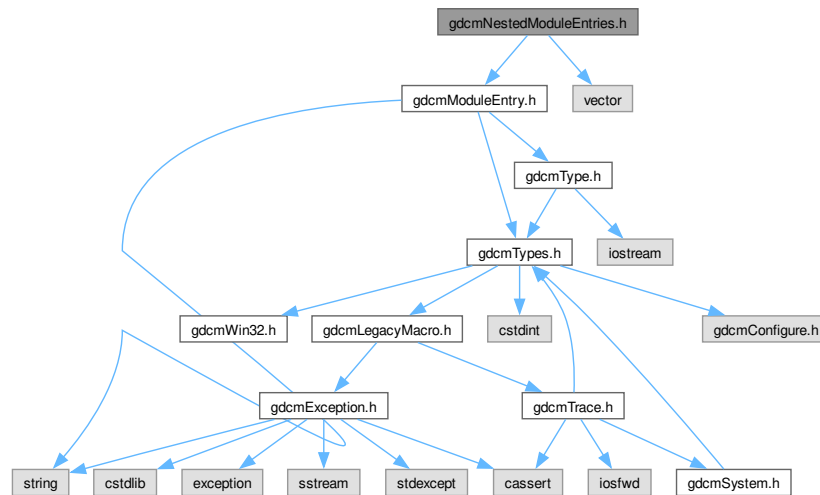 gdcmNestedModuleEntries.h
gdcmModuleEntry.h
vector
gdcmType.h
gdcmTypes.h
iostream
gdcmWin32.h
gdcmLegacyMacro.h
cstdint
gdcmConfigure.h
gdcmException.h
gdcmTrace.h
string
cstdlib
exception
sstream
stdexcept
cassert
iosfwd
gdcmSystem.h